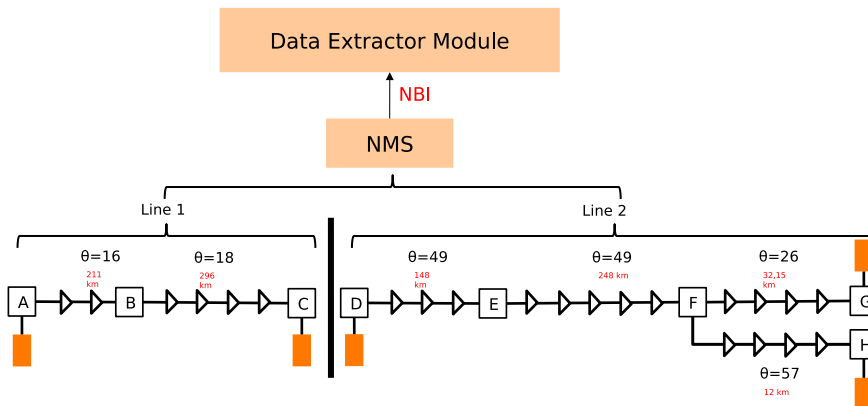 Data Extractor Module
NBI
NMS
Line 1
Line 2
θ=16
θ=18
θ=49
θ=49
θ=26
211
km
296
km
148
km
248 km
32,15
km
A
B
C
D
E
F
G
H
θ=57
12 km